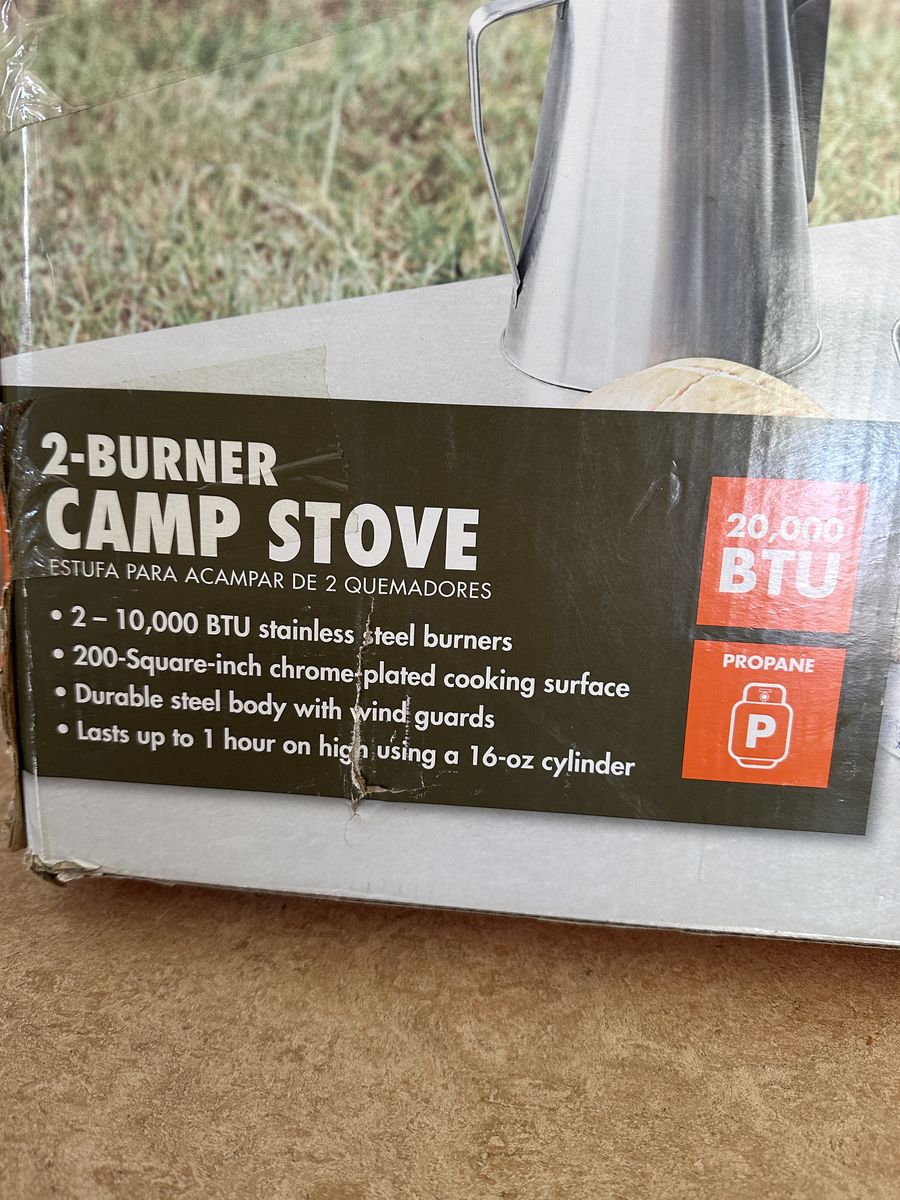 2-BURNER
CAMP STOVE
ESTUFA PARA ACAMPAR DE 2 QUEMADORES
• 2 – 10,000 BTU stainless steel burners
• 200-Square-inch chrome-plated cooking surface
• Durable steel body with wind guards
• Lasts up to 1 hour on high using a 16-oz cylinder
20,000
BTU
PROPANE
P